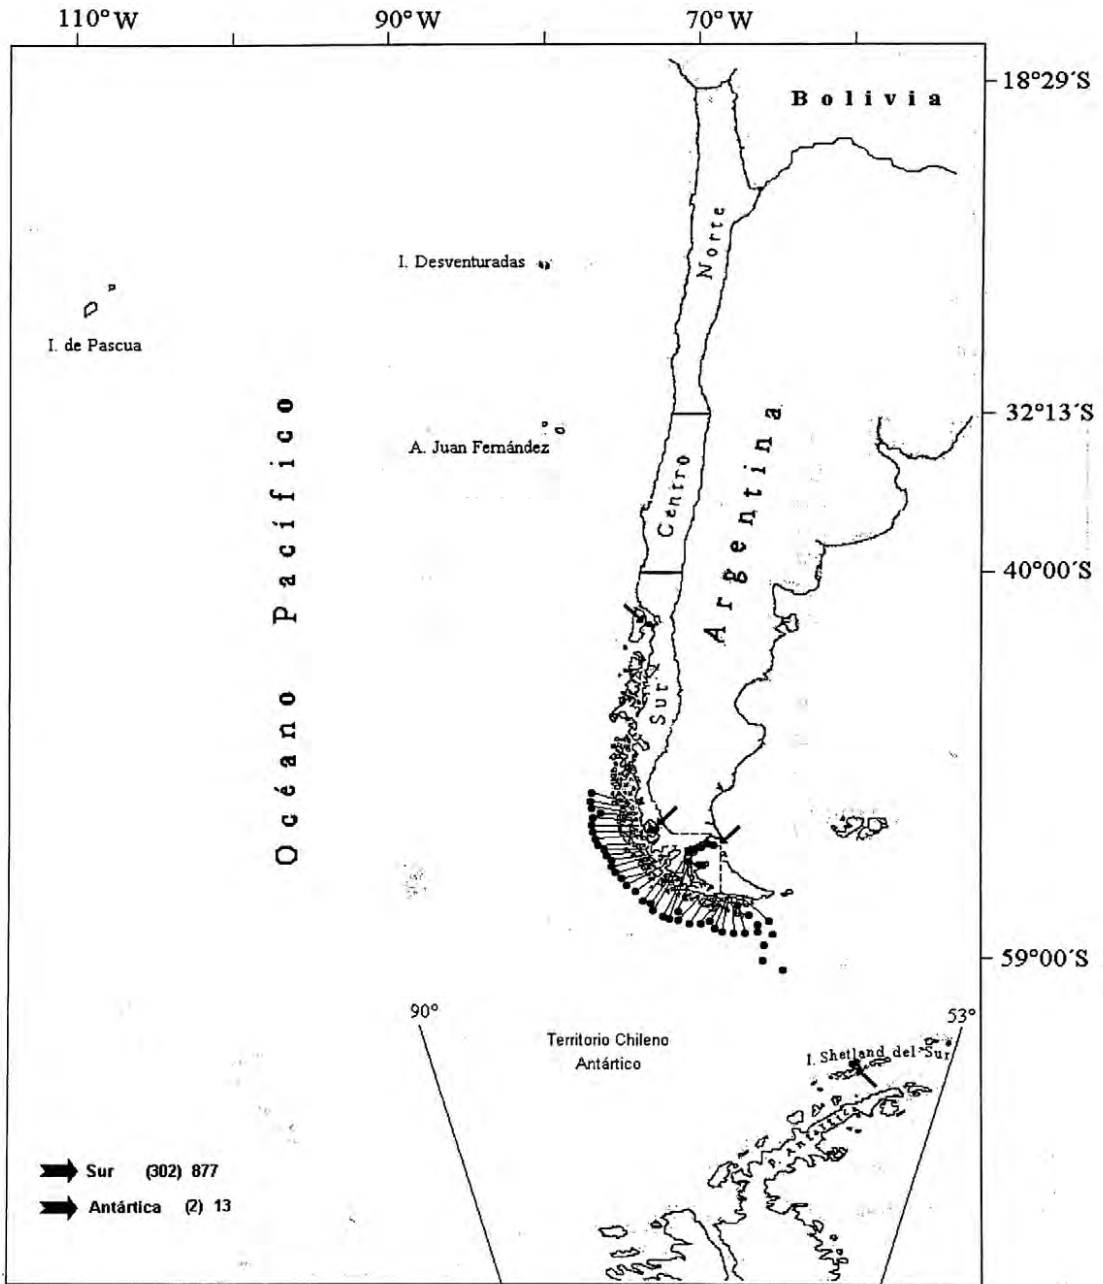 110°W
90°W
70°W
18°29´S
Bolivia
Norte
I. Desventuradas
I. de Pascua
32°13´S
A. Juan Fernández
Centro
Argentina
Océano Pacífico
40°00´S
Sur
59°00´S
90°
53°
Territorio Chileno
Antártico
I. Shetland del Sur
P. Antártica
Sur (302) 877
Antártica (2) 13